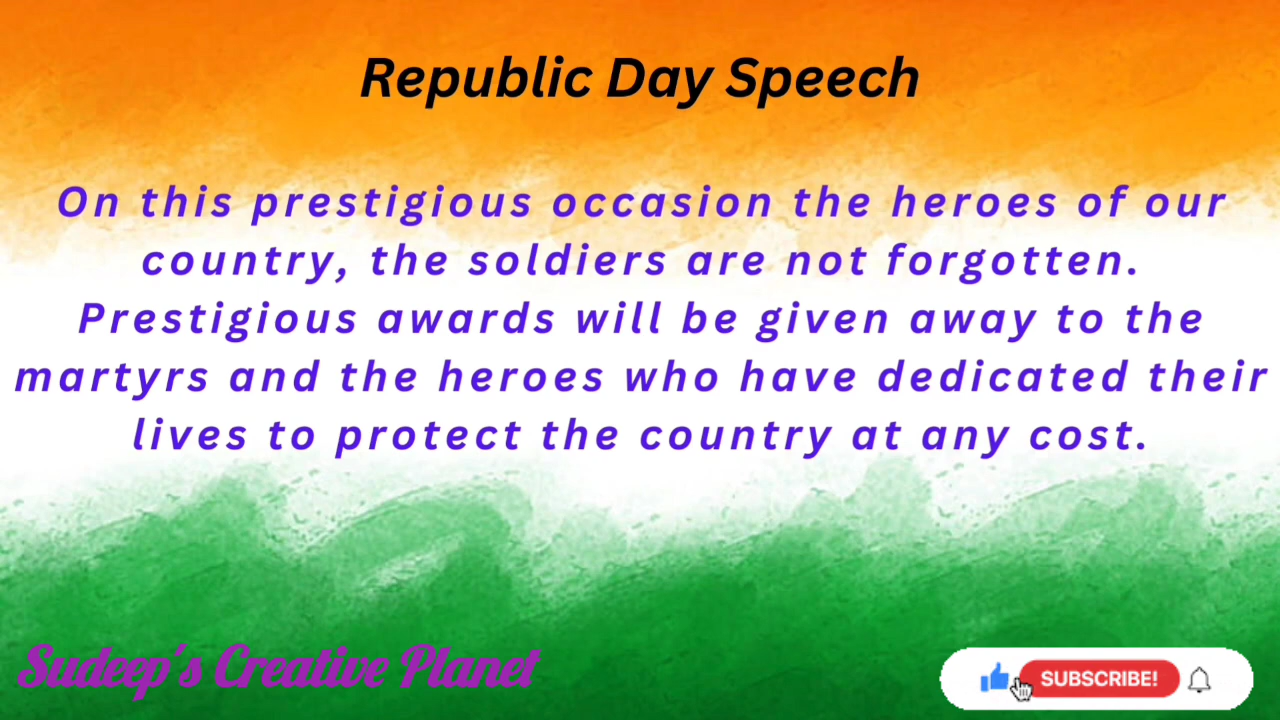 Republic Day Speech
On this prestigious occasion the heroes of our
country, the soldiers are not forgotten.
Prestigious awards will be given away to the
martyrs and the heroes who have dedicated their
lives to protect the country at any cost.
Sudeep's Creative Planet
SUBSCRIBE!